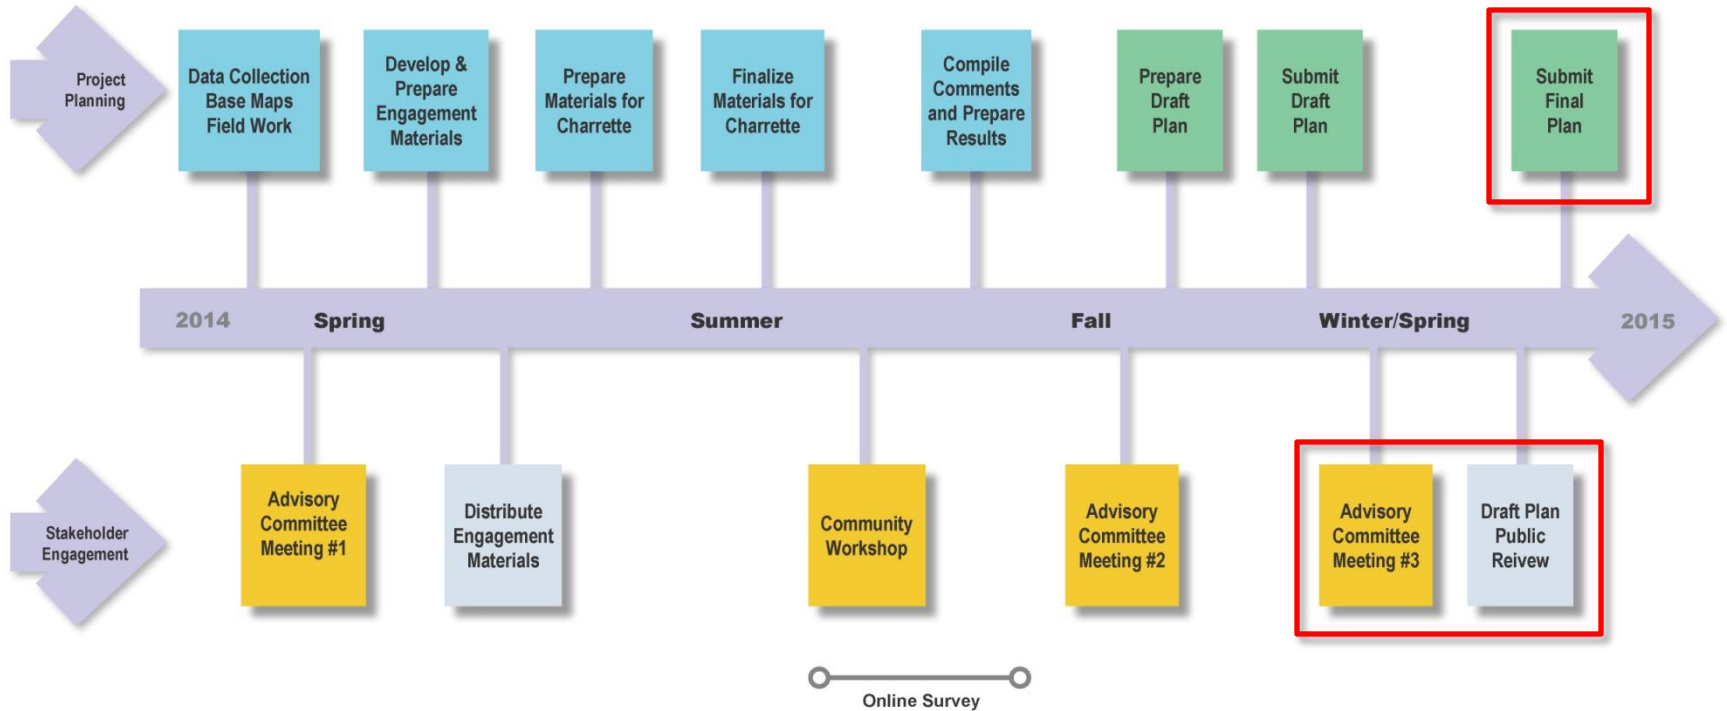 Project
Planning
Data Collection
Base Maps
Field Work
Develop &
Prepare
Engagement
Materials
Prepare
Materials for
Charrette
Finalize
Materials for
Charrette
Compile
Comments
and Prepare
Results
Prepare
Draft
Plan
Submit
Draft
Plan
Submit
Final
Plan
2014 Spring Summer Fall Winter/Spring 2015
Stakeholder
Engagement
Advisory
Committee
Meeting #1
Distribute
Engagement
Materials
Community
Workshop
Advisory
Committee
Meeting #2
Advisory
Committee
Meeting #3
Draft Plan
Public
Reivew
Online Survey